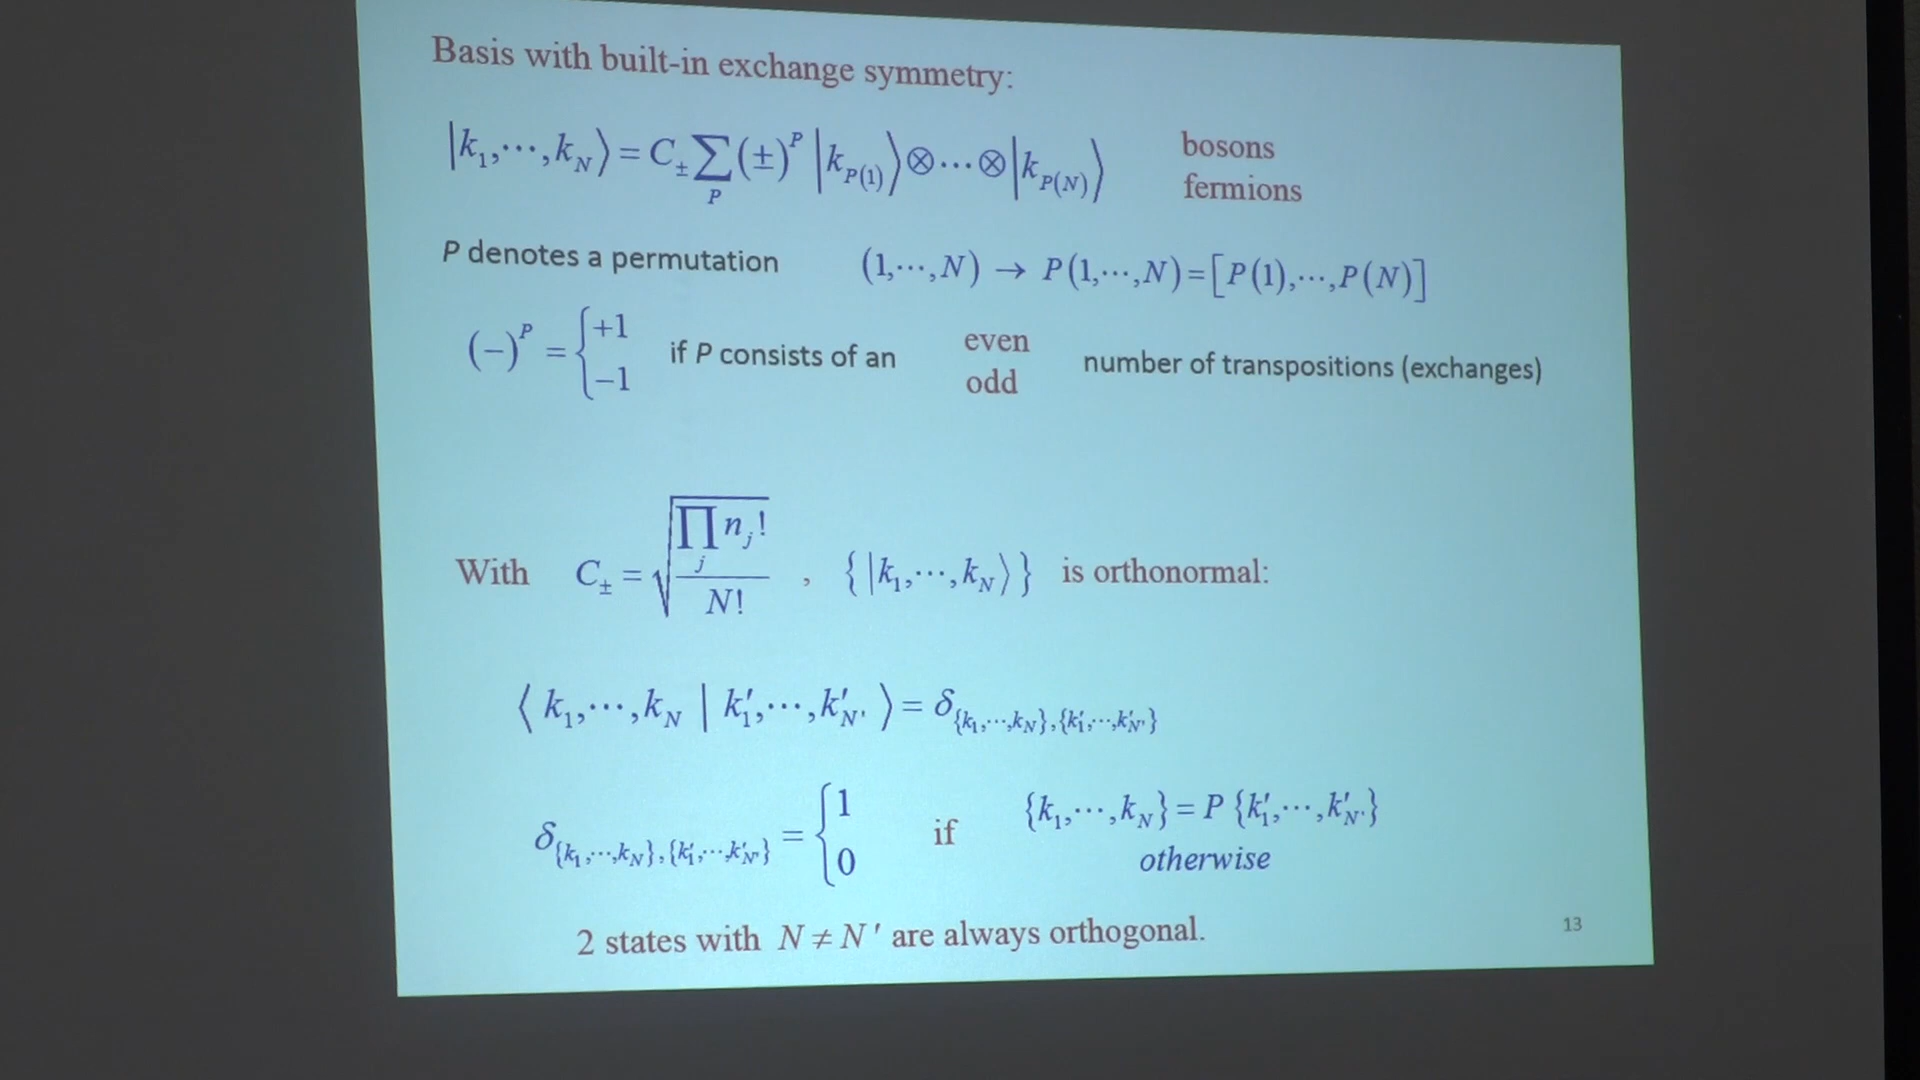 Basis with built-in exchange symmetry:
|k₁,⋯,k_N⟩ = C_± ∑_P (±)^P |k_{P(1)}⟩ ⊗ ⋯ ⊗ |k_{P(N)}⟩ bosons fermions
P denotes a permutation (1,⋯,N) → P(1,⋯,N) = [P(1),⋯,P(N)]
(−)^P = { +1 −1 if P consists of an even odd number of transpositions (exchanges)
With C_± = √(∏_j n_j! / N!) , {|k₁,⋯,k_N⟩} is orthonormal:
⟨ k₁,⋯,k_N | k′₁,⋯,k′_{N'} ⟩ = δ_{{k₁,⋯,k_N},{k′₁,⋯,k′_{N'}}}
δ_{{k₁,⋯,k_N},{k′₁,⋯,k′_{N'}}} = { 1 0 if {k₁,⋯,k_N} = P {k′₁,⋯,k′_{N'}} otherwise
2 states with N ≠ N ' are always orthogonal.
13